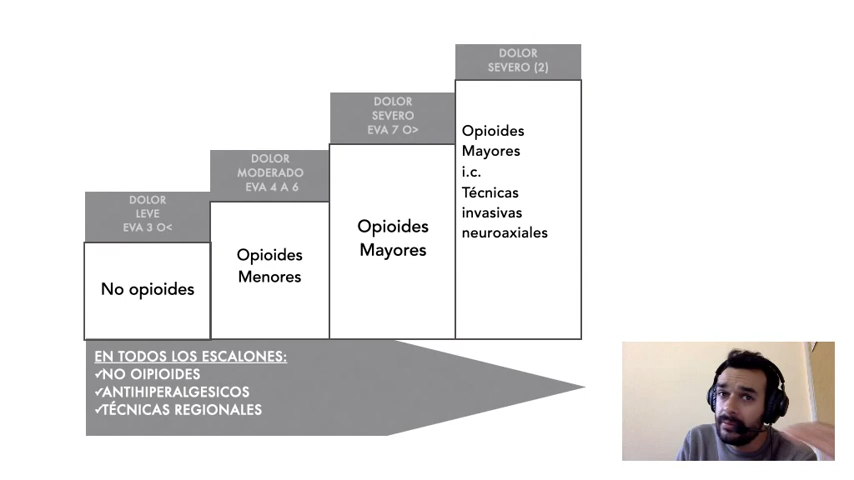 DOLOR
LEVE
EVA 3 O<
No opioides
DOLOR
MODERADO
EVA 4 A 6
Opioides
Menores
DOLOR
SEVERO
EVA 7 O>
Opioides
Mayores
DOLOR
SEVERO (2)
Opioides
Mayores
i.c.
Técnicas
invasivas
neuroaxiales
EN TODOS LOS ESCALONES:
✓NO OIPIOIDES
✓ANTIHIPERALGESICOS
✓TÉCNICAS REGIONALES